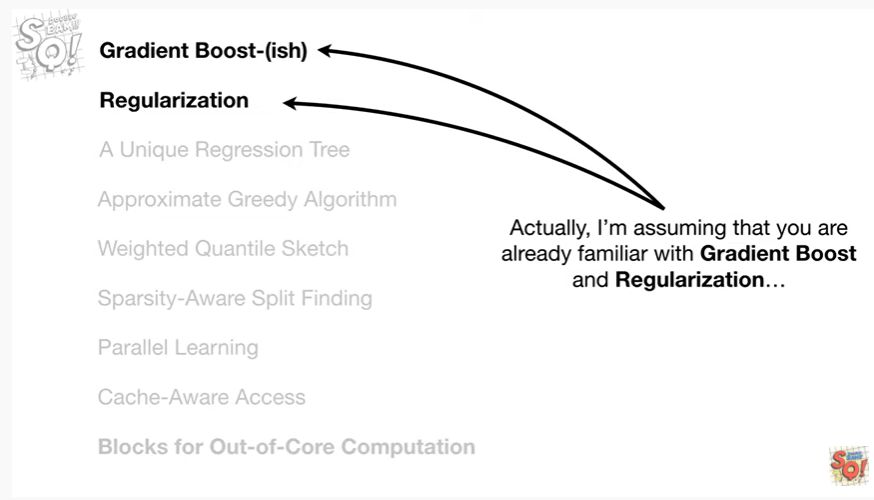 Gradient Boost-(ish)
Regularization
A Unique Regression Tree
Approximate Greedy Algorithm
Weighted Quantile Sketch
Sparsity-Aware Split Finding
Parallel Learning
Cache-Aware Access
Blocks for Out-of-Core Computation
Actually, I'm assuming that you are
already familiar with Gradient Boost
and Regularization…
SQ!